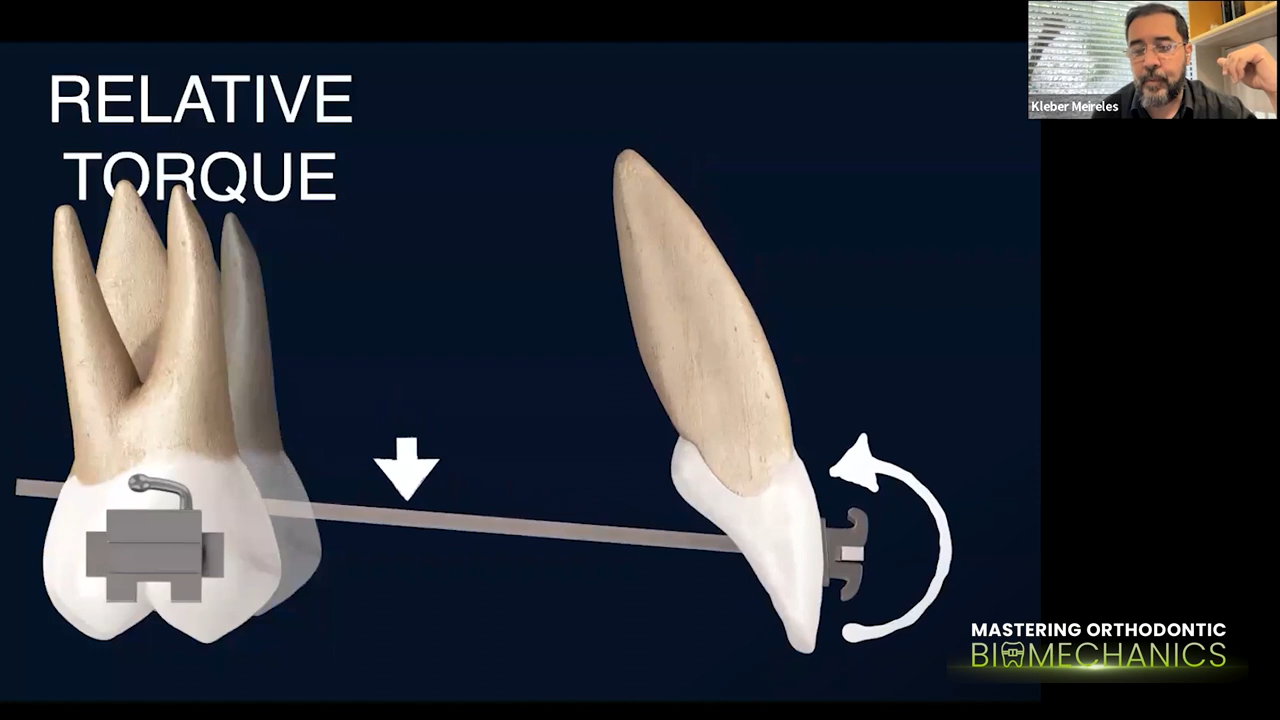 RELATIVE
TORQUE
Kleber Meireles
MASTERING ORTHODONTIC
BIOMECHANICS